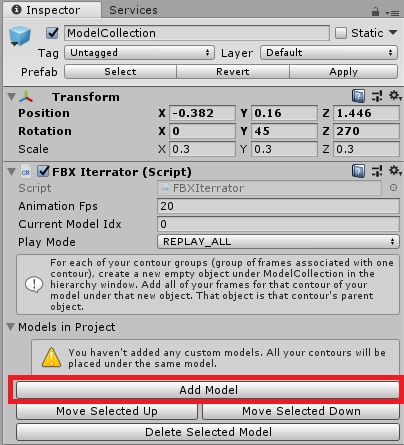 Inspector
Services
ModelCollection
Static
Tag Untagged Layer Default
Prefab Select Revert Apply
Transform
Position X -0.382 Y 0.16 Z 1.446
Rotation X 0 Y 45 Z 270
Scale X 0.3 Y 0.3 Z 0.3
FBX Iterrator (Script)
Script FBXIterrator
Animation Fps 20
Current Model Idx 0
Play Mode REPLAY_ALL
For each of your contour groups (group of frames associated with one
contour), create a new empty object under ModelCollection in the
hierarchy window. Add all of your frames for that contour of your
model under that new object. That object is that contour's parent
object.
Models in Project
You haven't added any custom models. All your contours will be
placed under the same model.
Add Model
Move Selected Up Move Selected Down
Delete Selected Model